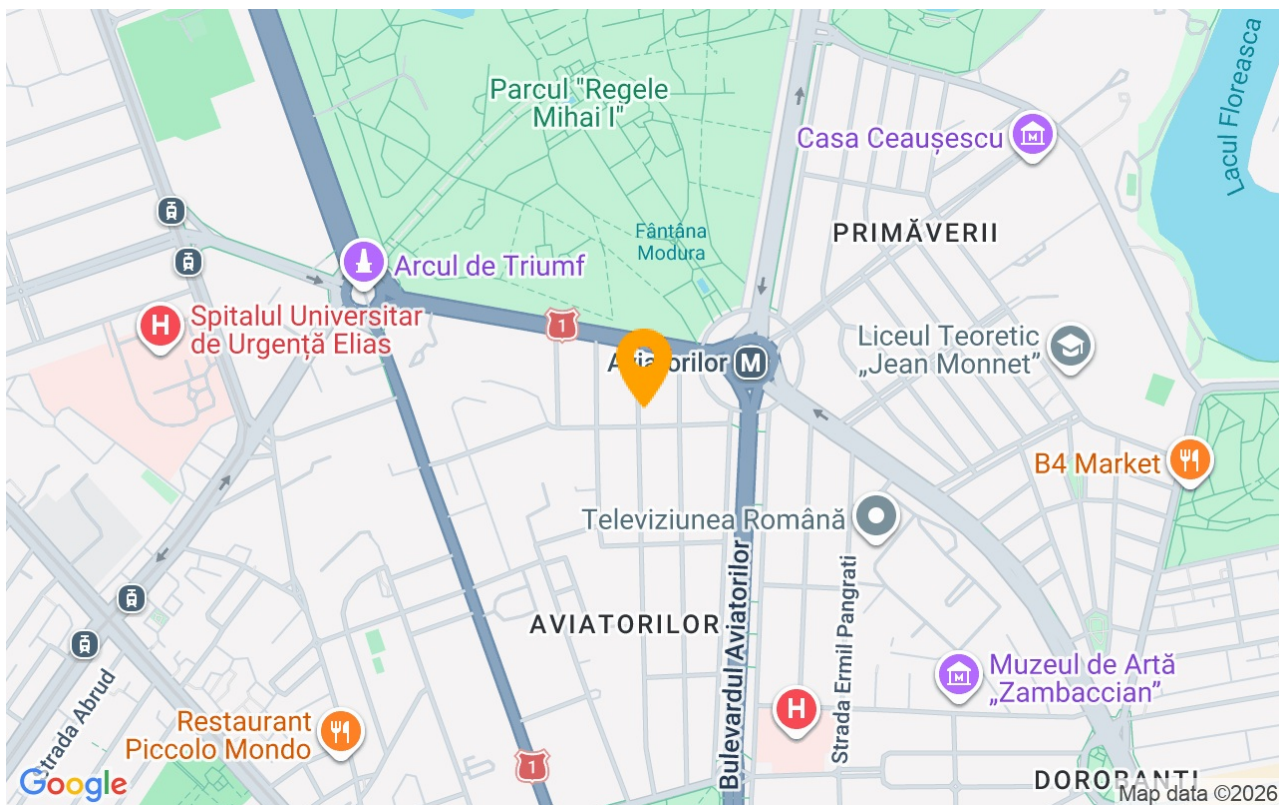 Parcul "Regele
Mihai I"
Casa Ceaușescu
Lacul Floreasca
Fântâna
Modura
PRIMĂVERII
Arcul de Triumf
Spitalul Universitar
de Urgență Elias
1
Aviatorilor
Liceul Teoretic
„Jean Monnet”
B4 Market
Televiziunea Română
AVIATORILOR
Bulevardul Aviatorilor
Strada Ermil Pangrati
Muzeul de Artă
„Zambaccian”
Strada Abrud
Restaurant
Piccolo Mondo
1
DOROBANȚI
Google
Map data ©2026
H
H
M